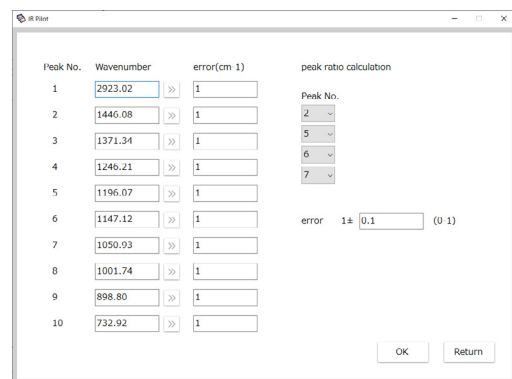 IR Pilot
Peak No. Wavenumber error(cm-1) peak ratio calculation
1 2923.02 >> 1
Peak No.
2 1446.08 >> 1 2
3 1371.34 >> 1 5
6
4 1246.21 >> 1 7
5 1196.07 >> 1
6 1147.12 >> 1 error 1± 0.1 (0-1)
7 1050.93 >> 1
8 1001.74 >> 1
9 898.80 >> 1
10 732.92 >> 1
OK Return